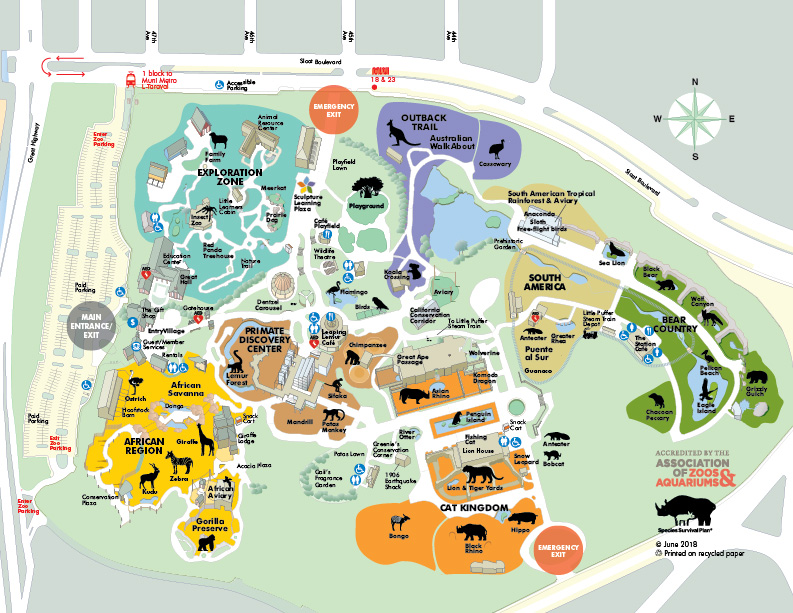 47th
Ave
46th
Ave
45th
Ave
44th
Ave
Sloat Boulevard
1 block to
Muni Metro
L-Taraval
Accessible
Parking
18 & 23
EMERGENCY
EXIT
Great Highway
Enter
Zoo
Parking
Sloat Boulevard
N
W
E
S
Animal
Resource
Center
Family
Farm
EXPLORATION
ZONE
Meerkat
Little
Learners
Cabin
Insect
Zoo
Prairie
Dog
Red
Panda
Treehouse
Nature
Trail
Education
Center
AED
Great
Hall
Playfield
Lawn
Sculpture
Learning
Plaza
Playground
Café
Playfield
Wildlife
Theatre
OUTBACK
TRAIL
Australian
WalkAbout
Cassowary
Koala
Crossing
South American Tropical
Rainforest & Aviary
Anaconda
Sloth
Free-flight birds
Prehistoric
Garden
Sea Lion
Black
Bear
Wolf
Canyon
BEAR
COUNTRY
SOUTH
AMERICA
Aviary
Flamingo
Birds
Dentzel
Carousel
California
Conservation
Corridor
To Little Puffer
Steam Train
AED
Anteater
Greater
Rhea
Little Puffer
Steam Train
Depot
Puente
al Sur
Guanaco
The
Station
Café
Pelican
Beach
Grizzly
Gulch
Eagle
Island
Chacoan
Peccary
Paid
Parking
MAIN
ENTRANCE/
EXIT
The Gift
Shop
Gatehouse
AED
EntryVillage
Guest/Member
Services
Rentals
PRIMATE
DISCOVERY
CENTER
AED
Leaping
Lemur
Café
Lemur
Forest
Chimpanzee
Sifaka
Mandrill
Patas
Monkey
Great Ape
Passage
Wolverine
Komodo
Dragon
Asian
Rhino
Penguin
Island
Snack
Cart
Fishing
Cat
Lion House
Snow
Leopard
Anteater
Bobcat
Lion & Tiger Yards
CAT KINGDOM
Bongo
Black
Rhino
Hippo
EMERGENCY
EXIT
Ostrich
African
Savanna
Hoofstock
Barn
Snack
Cart
AFRICAN
REGION
Giraffe
Giraffe
Lodge
Zebra
Kudu
Acacia Plaza
African
Aviary
Gorilla
Preserve
Conservation
Plaza
Paid
Parking
Exit
Zoo
Parking
Enter
Zoo
Parking
River
Otter
Greenie's
Conservation
Corner
Patas Lawn
Gail's
Fragrance
Garden
1906
Earthquake
Shack
ACCREDITED BY THE
ASSOCIATION
OF ZOOS
AQUARIUMS&
Species Survival Plan®
© June 2018
Printed on recycled paper